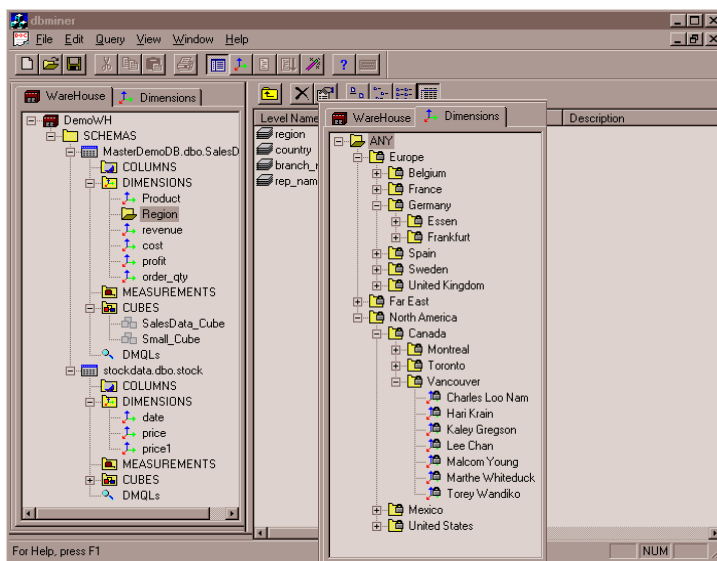 dbminer
File Edit Query View Window Help
WareHouse Dimensions
DemoWH
SCHEMAS
MasterDemoDB.dbo.SalesD
COLUMNS
DIMENSIONS
Product
Region
revenue
cost
profit
order_qty
MEASUREMENTS
CUBES
SalesData_Cube
Small_Cube
DMQLs
stockdata.dbo.stock
COLUMNS
DIMENSIONS
date
price
price1
MEASUREMENTS
CUBES
DMQLs
Level Name
Description
region
country
branch_
rep_nam
WareHouse Dimensions
ANY
Europe
Belgium
France
Germany
Essen
Frankfurt
Spain
Sweden
United Kingdom
Far East
North America
Canada
Montreal
Toronto
Vancouver
Charles Loo Nam
Hari Krain
Kaley Gregson
Lee Chan
Malcom Young
Marthe Whiteduck
Torey Wandiko
Mexico
United States
For Help, press F1
NUM